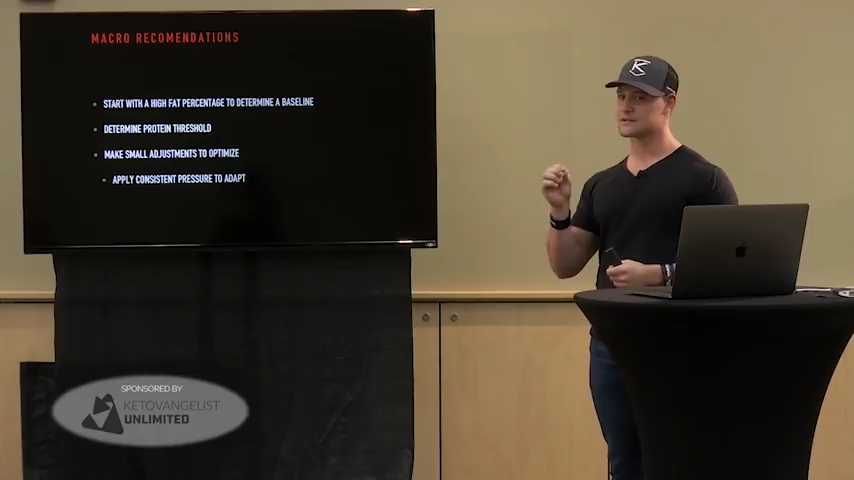 MACRO RECOMENDATIONS
START WITH A HIGH FAT PERCENTAGE TO DETERMINE A BASELINE
DETERMINE PROTEIN THRESHOLD
MAKE SMALL ADJUSTMENTS TO OPTIMIZE
APPLY CONSISTENT PRESSURE TO ADAPT
K
SPONSORED BY
KETOVANGELIST
UNLIMITED